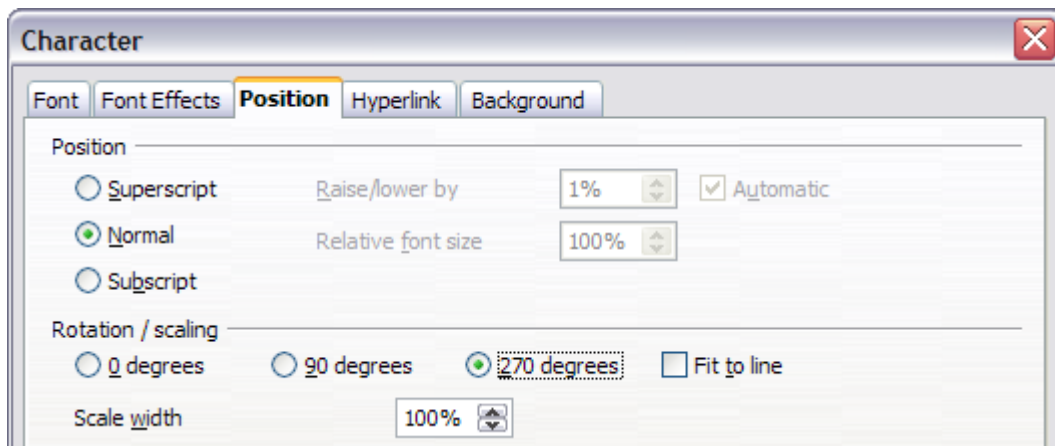 Character
Font Font Effects Position Hyperlink Background
Position
Superscript Raise/lower by 1% Automatic
Normal Relative font size 100%
Subscript
Rotation / scaling
0 degrees 90 degrees 270 degrees Fit to line
Scale width 100%